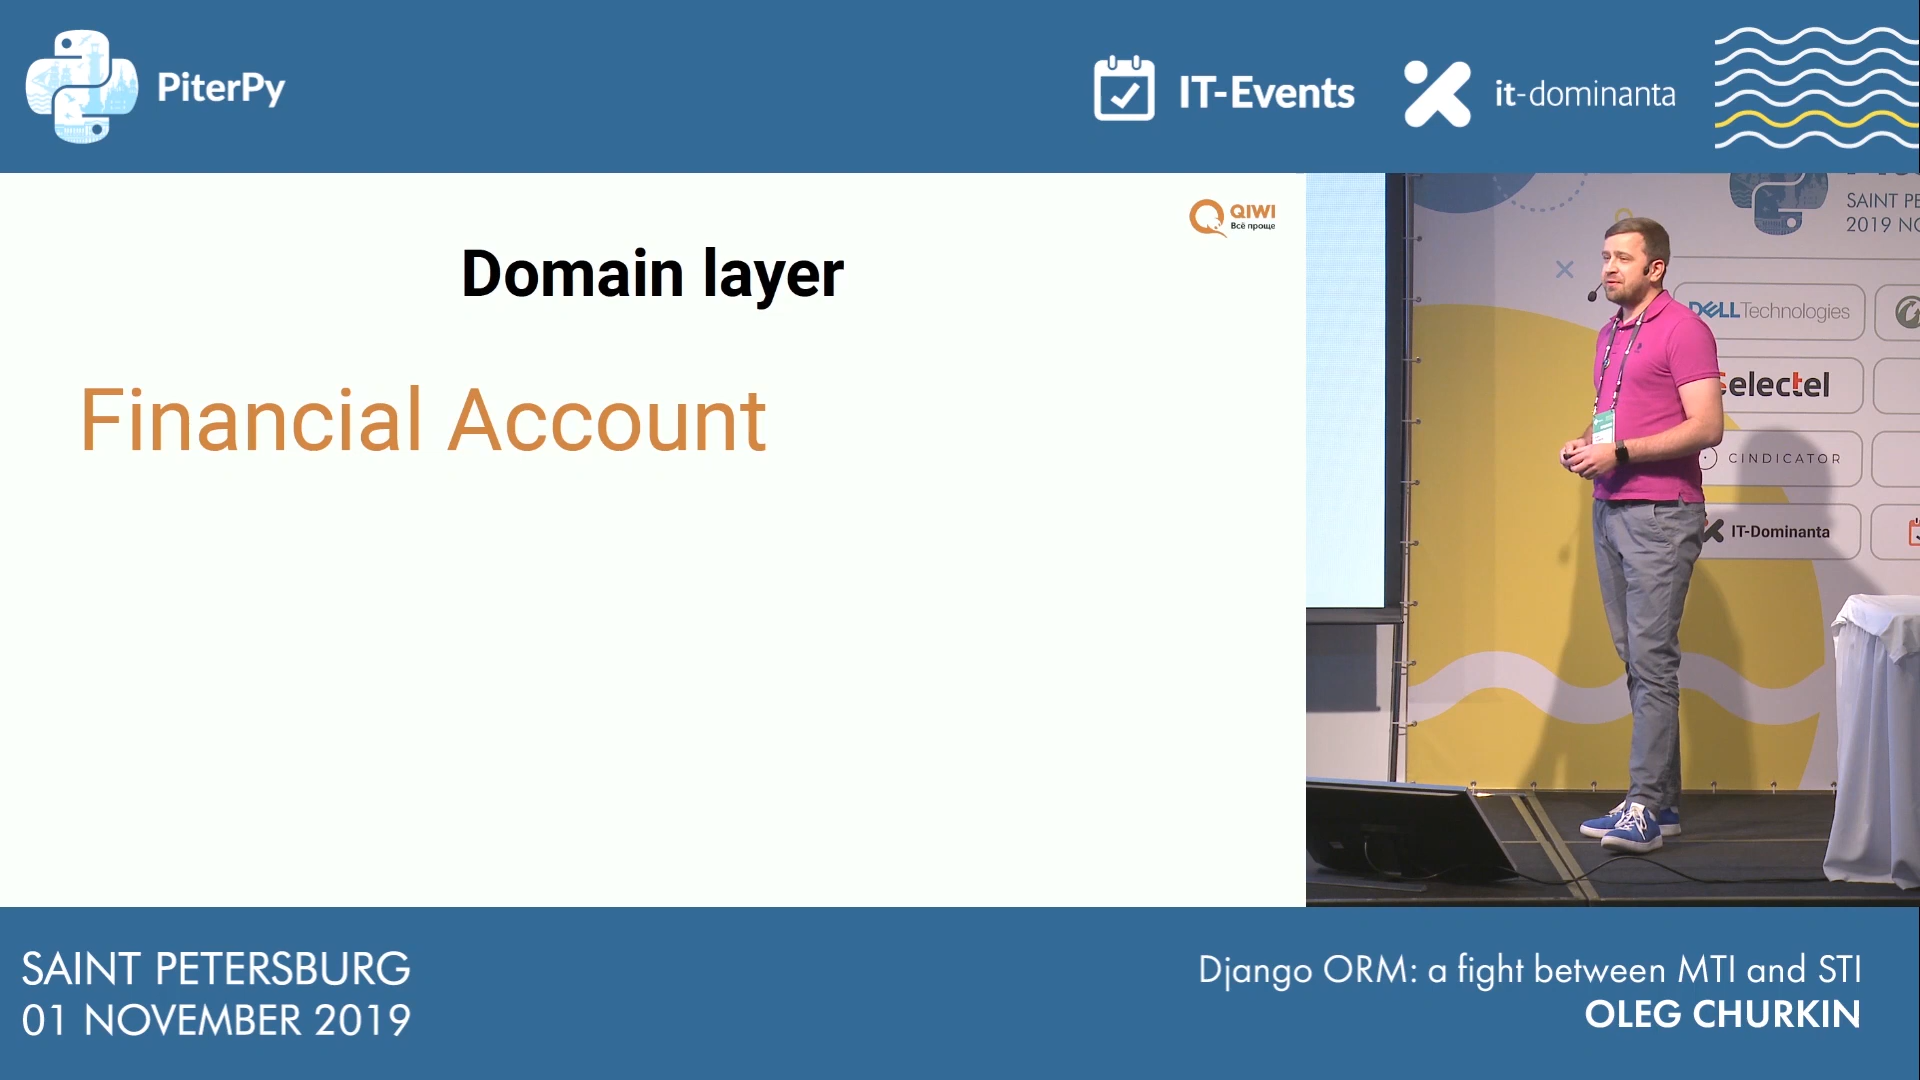 PiterPy
IT-Events
it-dominanta
QIWI
Всё проще
Domain layer
Financial Account
SAINT PE
2019 NO
DELL Technologies
Selectel
CINDICATOR
IT-Dominanta
SAINT PETERSBURG
01 NOVEMBER 2019
Django ORM: a fight between MTI and STI
OLEG CHURKIN